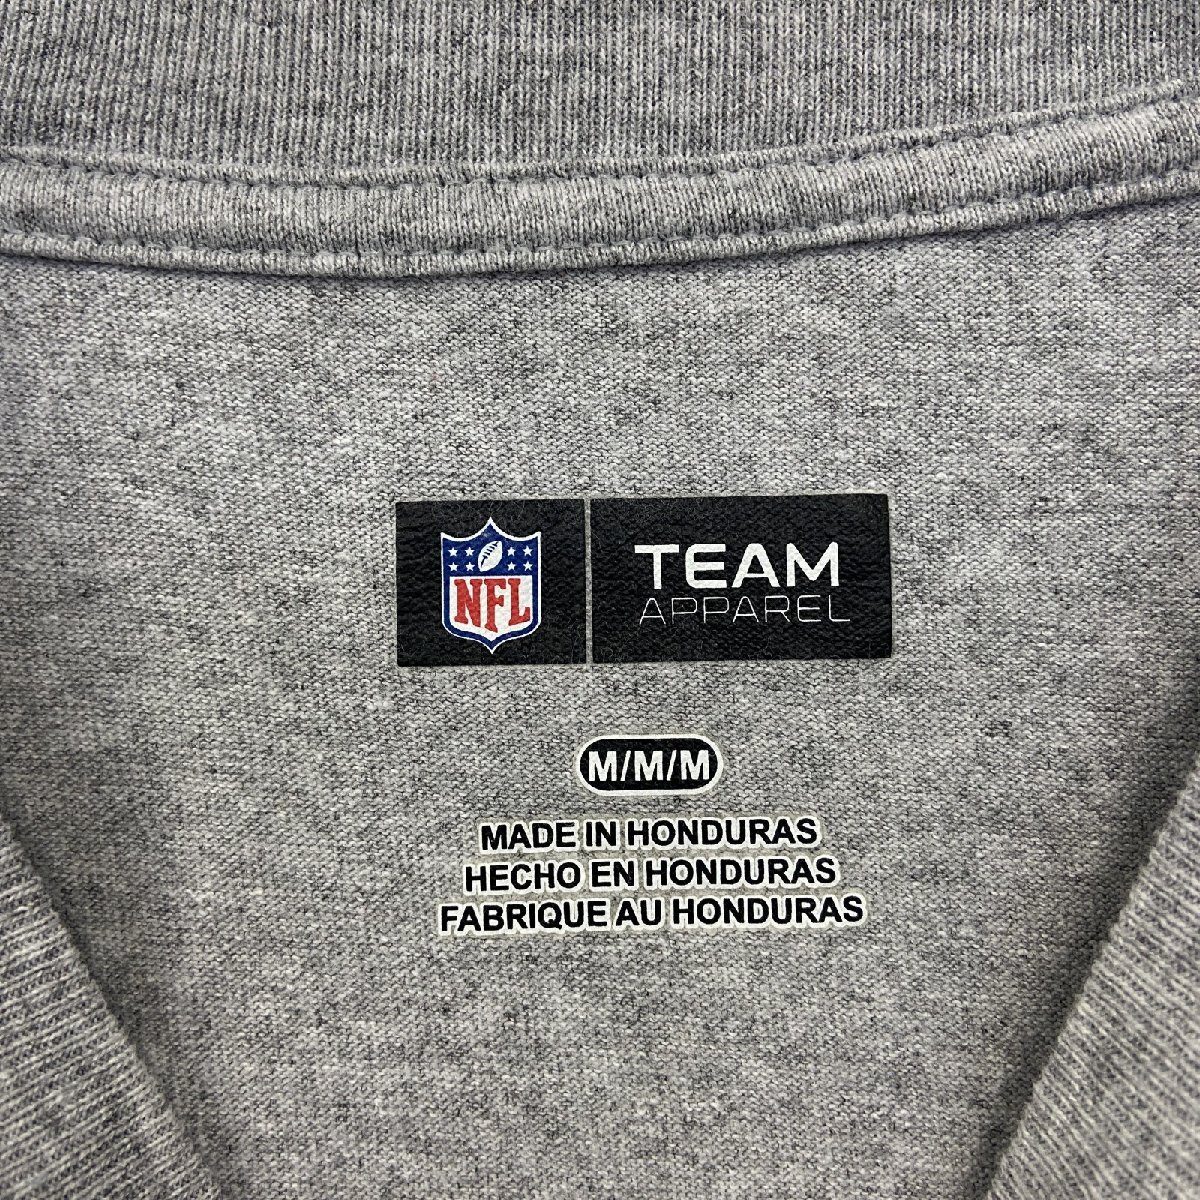 NFL
TEAM
APPAREL
M/M/M
MADE IN HONDURAS
HECHO EN HONDURAS
FABRIQUE AU HONDURAS